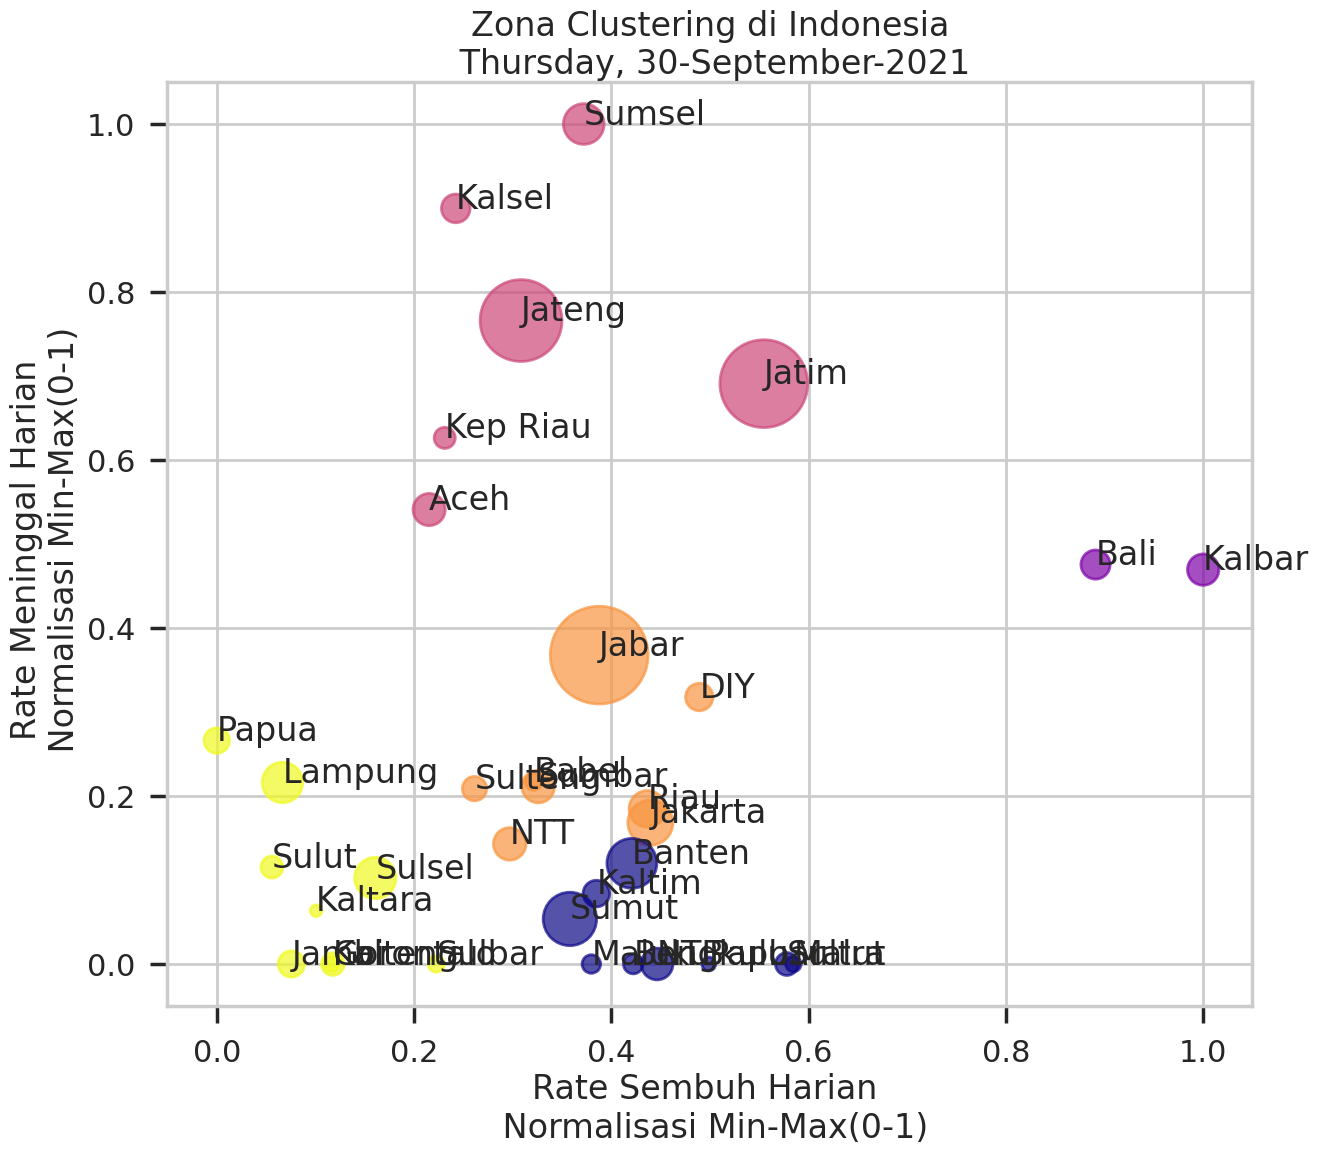 Zona Clustering di Indonesia
Thursday, 30-September-2021
Rate Meninggal Harian
Normalisasi Min-Max(0-1)
1.0
0.8
0.6
0.4
0.2
0.0
Sumsel
Kalsel
Jateng
Jatim
Kep Riau
Aceh
Bali
Kalbar
Jabar
DIY
Papua
Lampung
Sulteng
Babel
Sumbar
Riau
Jakarta
NTT
Banten
Sulut
Sulsel
Kaltim
Kaltara
Sumut
Jambi
Kalteng
Gorontalo
Sulbar
Maluku
Bengkulu
NTB
Sultra
Malut
0.0
0.2
0.4
0.6
0.8
1.0
Rate Sembuh Harian
Normalisasi Min-Max(0-1)